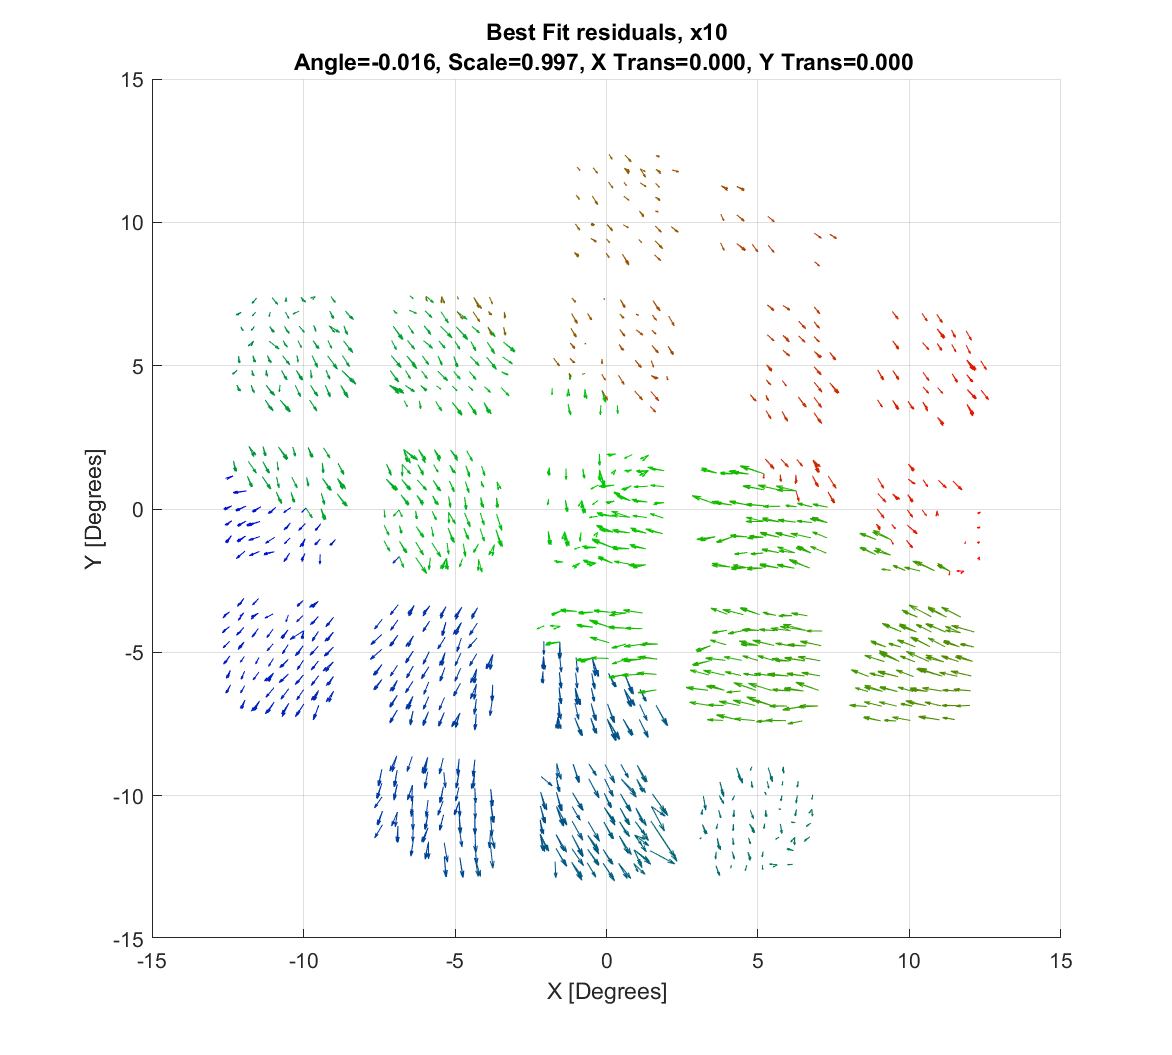 Best Fit residuals, x10
Angle=-0.016, Scale=0.997, X Trans=0.000, Y Trans=0.000
15
10
5
0
-5
-10
-15
Y [Degrees]
-15 -10 -5 0 5 10 15
X [Degrees]